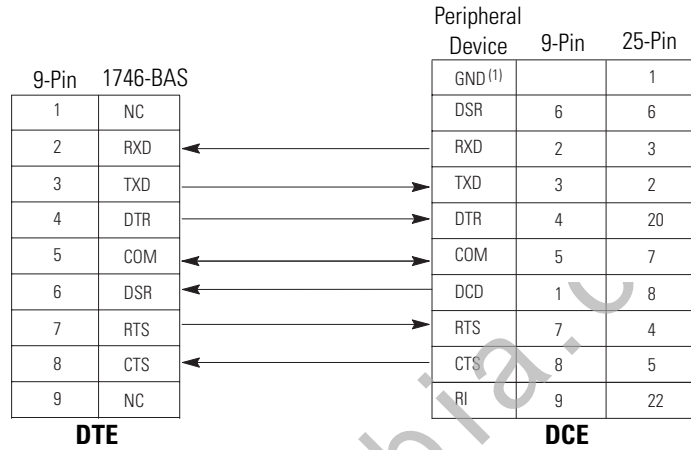 Peripheral
Device 9-Pin 25-Pin
9-Pin 1746-BAS
GND (1) 1
1 NC DSR 6 6
2 RXD RXD 2 3
3 TXD TXD 3 2
4 DTR DTR 4 20
5 COM COM 5 7
6 DSR DCD 1 8
7 RTS RTS 7 4
8 CTS CTS 8 5
9 NC RI 9 22
DTE DCE